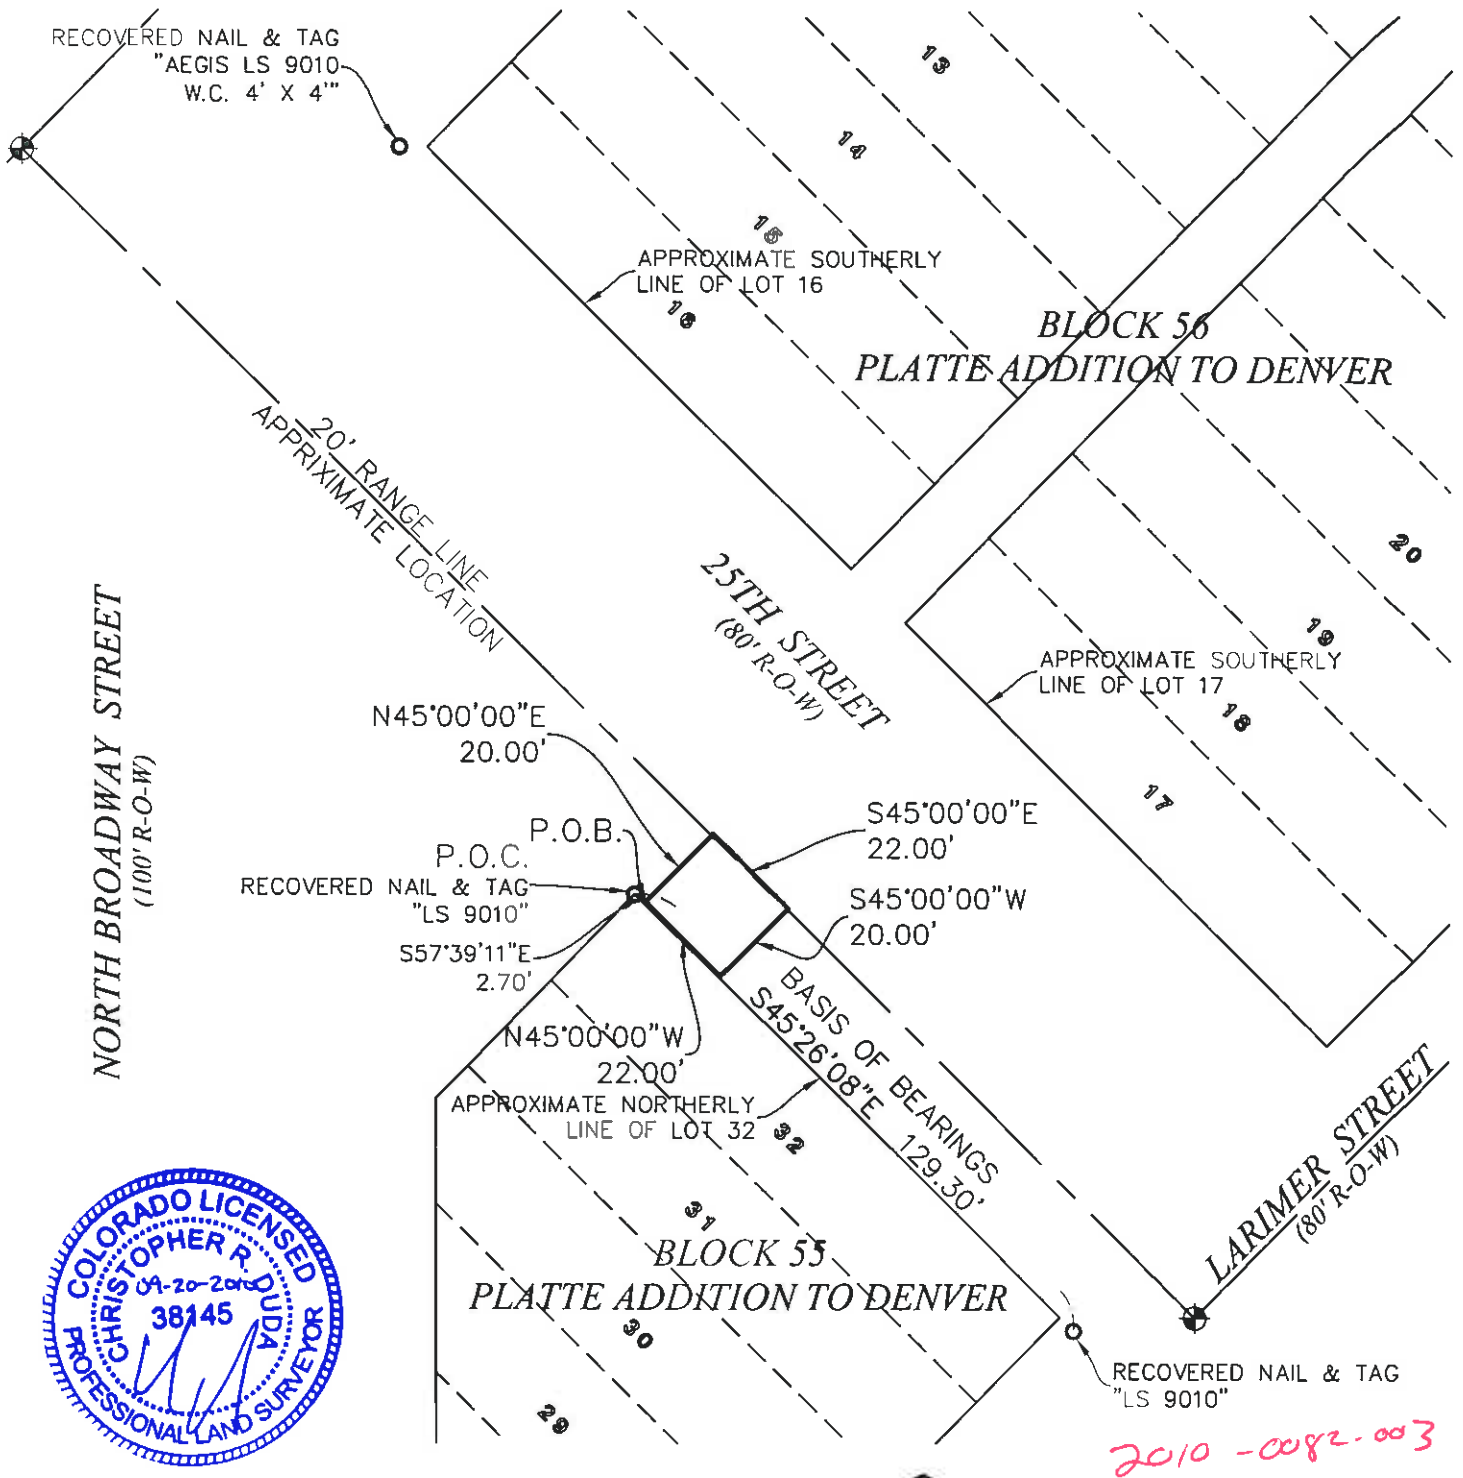 RECOVERED NAIL & TAG
"AEGIS LS 9010
W.C. 4' X 4'"
13
14
15
APPROXIMATE SOUTHERLY
LINE OF LOT 16
16
BLOCK 56
PLATTE ADDITION TO DENVER
20' RANGE LINE
APPRIXIMATE LOCATION
25TH STREET
(80' R-O-W)
20
19
APPROXIMATE SOUTHERLY
LINE OF LOT 17
18
17
NORTH BROADWAY STREET
(100' R-O-W)
N45°00'00"E
20.00'
P.O.B.
P.O.C.
RECOVERED NAIL & TAG
"LS 9010"
S57°39'11"E
2.70'
S45°00'00"E
22.00'
S45°00'00"W
20.00'
N45°00'00"W
22.00'
APPROXIMATE NORTHERLY
LINE OF LOT 32
32
BASIS OF BEARINGS
S45°26'08"E 129.30'
31
BLOCK 55
PLATTE ADDITION TO DENVER
30
29
LARIMER STREET
(80' R-O-W)
RECOVERED NAIL & TAG
"LS 9010"
COLORADO LICENSED
CHRISTOPHER R. DUDA
09-20-2010
38145
PROFESSIONAL LAND SURVEYOR
2010-0082-003